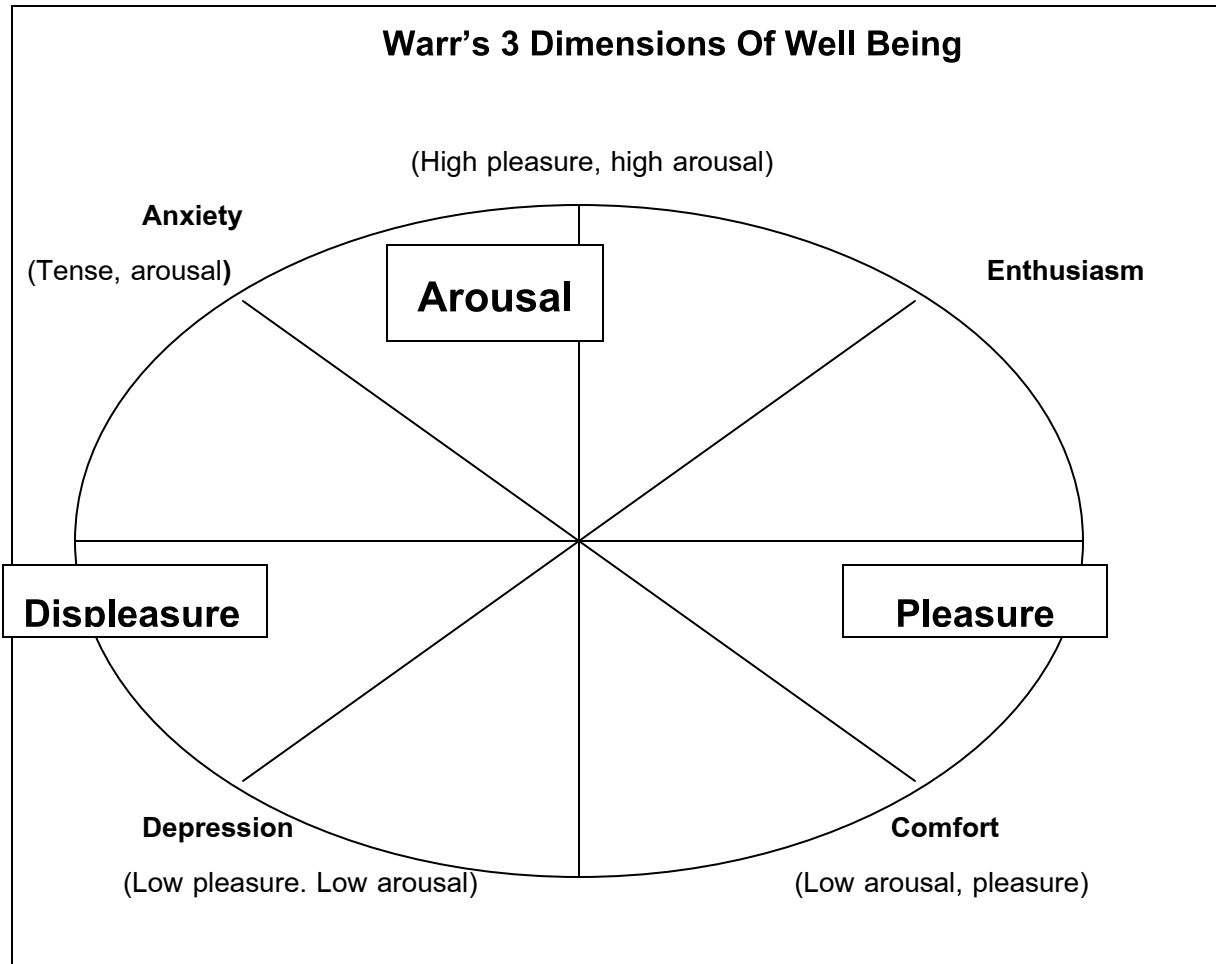 Warr’s 3 Dimensions Of Well Being
(High pleasure, high arousal)
Anxiety
(Tense, arousal)
Enthusiasm
Arousal
Displeasure
Pleasure
Depression
(Low pleasure. Low arousal)
Comfort
(Low arousal, pleasure)